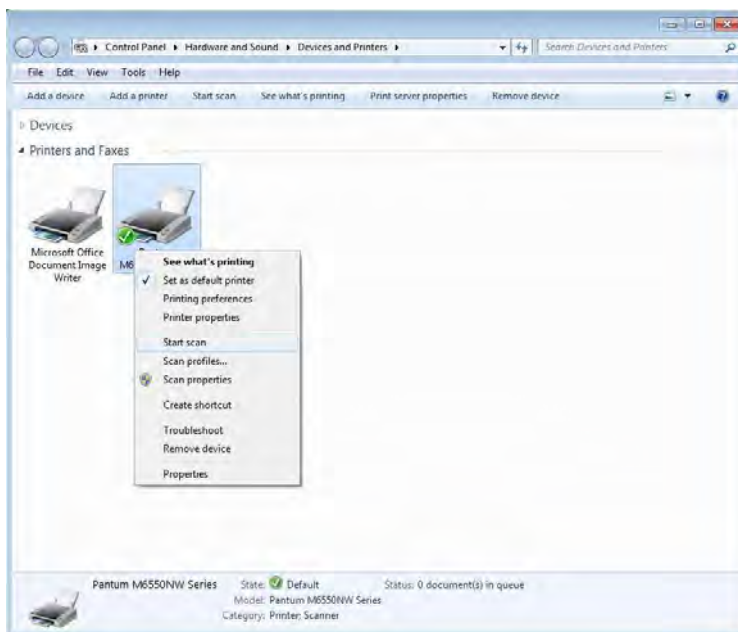 Control Panel ▸ Hardware and Sound ▸ Devices and Printers ▸
Search Devices and Printers
File Edit View Tools Help
Add a device Add a printer Start scan See what's printing Print server properties Remove device
Devices
Printers and Faxes
Microsoft Office
Document Image
Writer
M6
See what's printing
Set as default printer
Printing preferences
Printer properties
Start scan
Scan profiles...
Scan properties
Create shortcut
Troubleshoot
Remove device
Properties
Pantum M6550NW Series State: Default Status: 0 document(s) in queue
Model: Pantum M6550NW Series
Category: Printer; Scanner